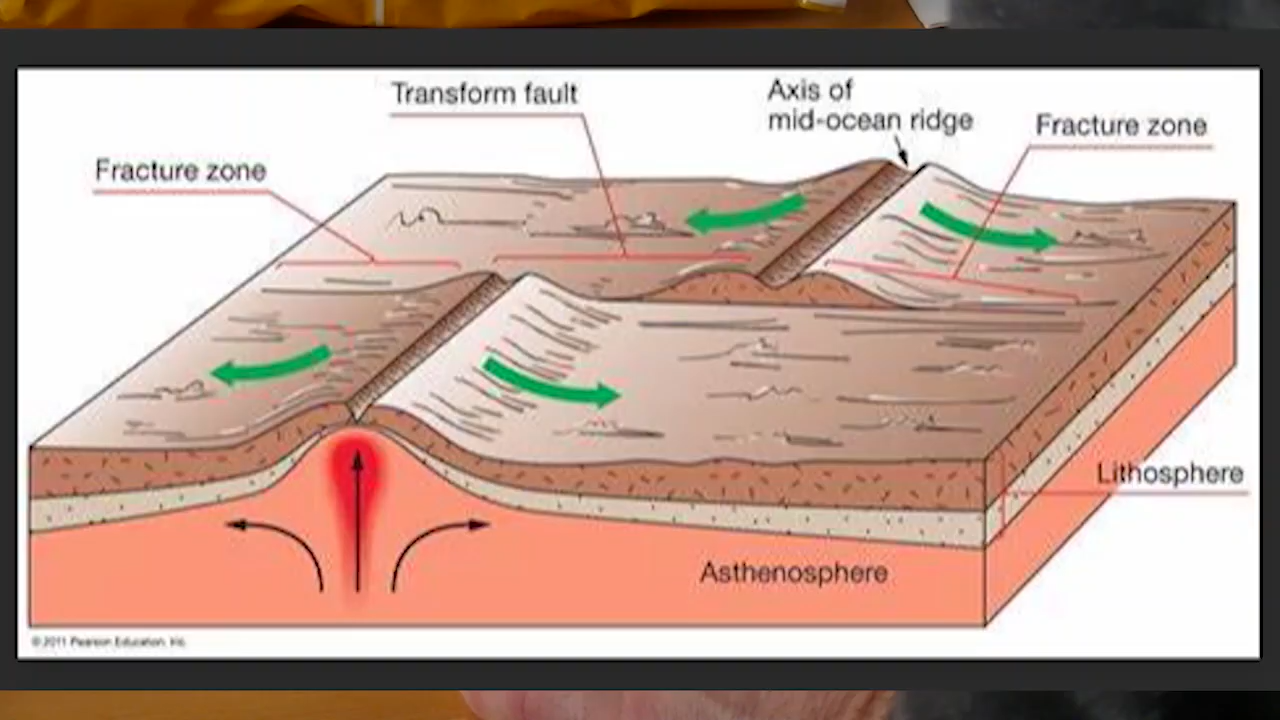 Transform fault
Axis of
mid-ocean ridge
Fracture zone
Fracture zone
Lithosphere
Asthenosphere
© 2011 Pearson Education, Inc.